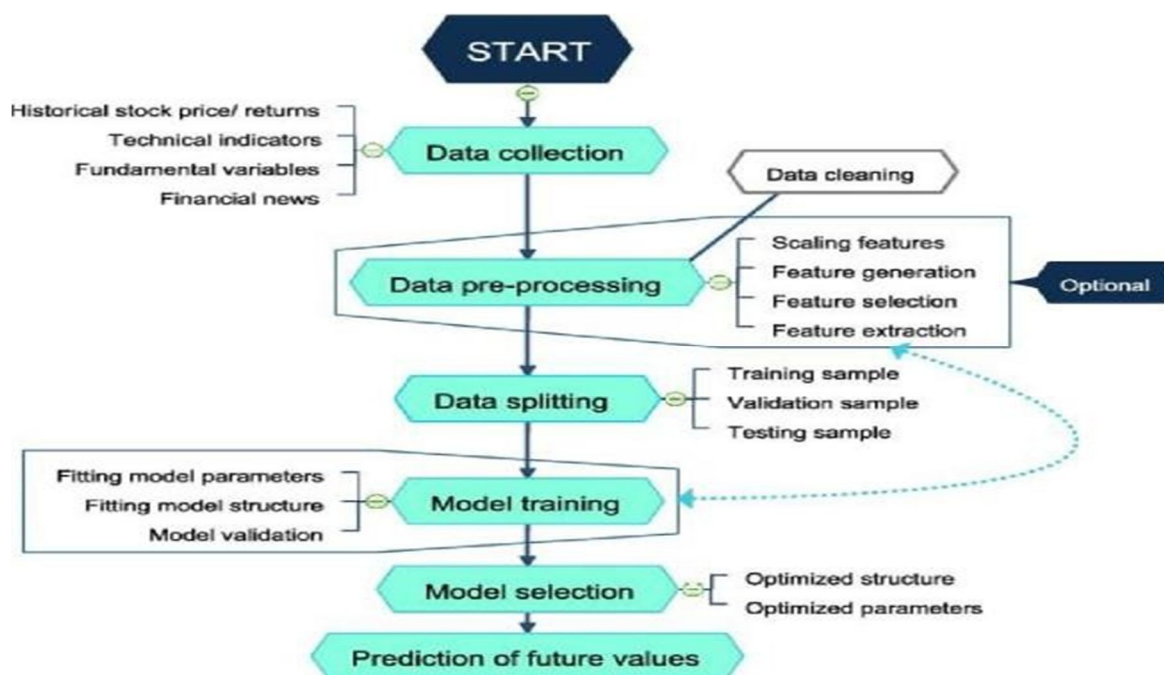 START
Historical stock price/ returns
Technical indicators
Fundamental variables
Financial news
Data collection
Data cleaning
Data pre-processing
Scaling features
Feature generation
Feature selection
Feature extraction
Optional
Data splitting
Training sample
Validation sample
Testing sample
Fitting model parameters
Fitting model structure
Model validation
Model training
Model selection
Optimized structure
Optimized parameters
Prediction of future values